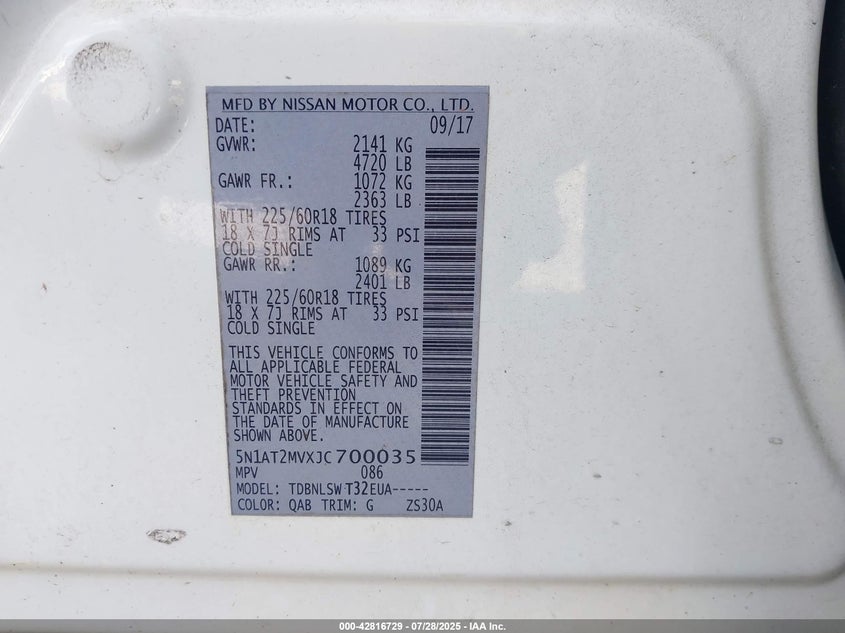 MFD BY NISSAN MOTOR CO., LTD.
DATE: 09/17
GVWR: 2141 KG
4720 LB
GAWR FR.: 1072 KG
2363 LB
WITH 225/60R18 TIRES
18 X 7J RIMS AT 33 PSI
COLD SINGLE
GAWR RR.: 1089 KG
2401 LB
WITH 225/60R18 TIRES
18 X 7J RIMS AT 33 PSI
COLD SINGLE
THIS VEHICLE CONFORMS TO
ALL APPLICABLE FEDERAL
MOTOR VEHICLE SAFETY AND
THEFT PREVENTION
STANDARDS IN EFFECT ON
THE DATE OF MANUFACTURE
SHOWN ABOVE.
5N1AT2MVXJC700035
MPV 086
MODEL: TDBNLSWT32EUA-----
COLOR: QAB TRIM: G ZS30A
000-42816729 - 07/28/2025 - IAA Inc.